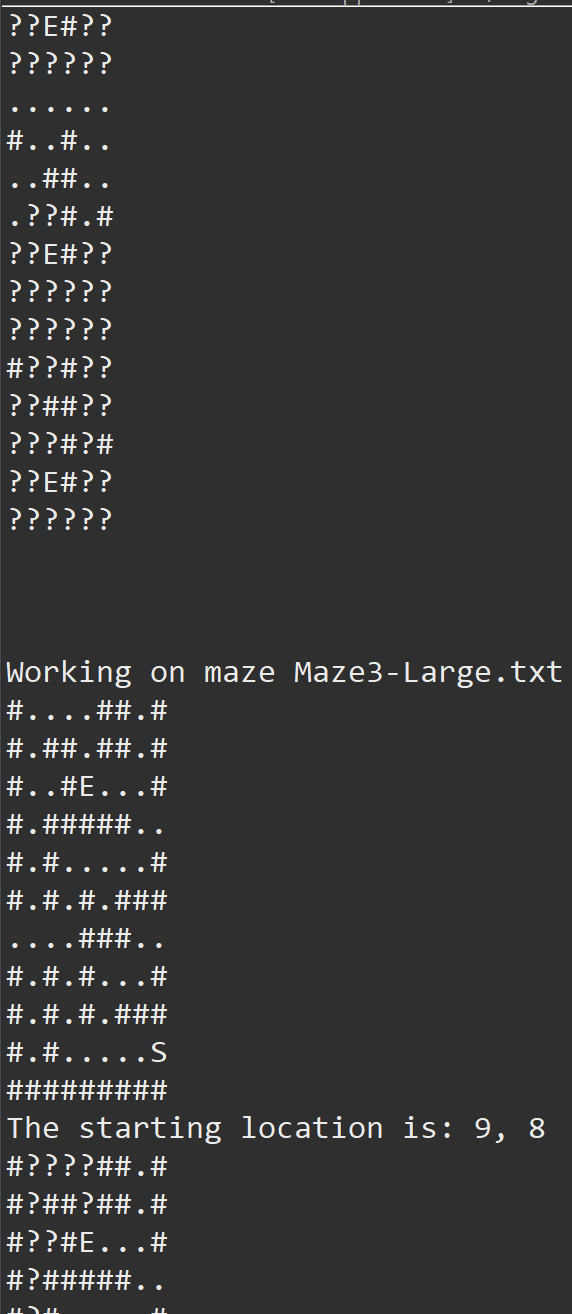 ??E#??
??????
......
#..#..
..##..
.??#.#
??E#??
??????
??????
#??#??
??##??
???#?#
??E#??
??????
Working on maze Maze3-Large.txt
#....##.#
#.##.##.#
#..#E...#
#.#####..
#.#.....#
#.#.#.###
....###..
#.#.#...#
#.#.#.###
#.#.....S
#########
The starting location is: 9, 8
#????##.#
#?##?##.#
#??#E...#
#?#####..